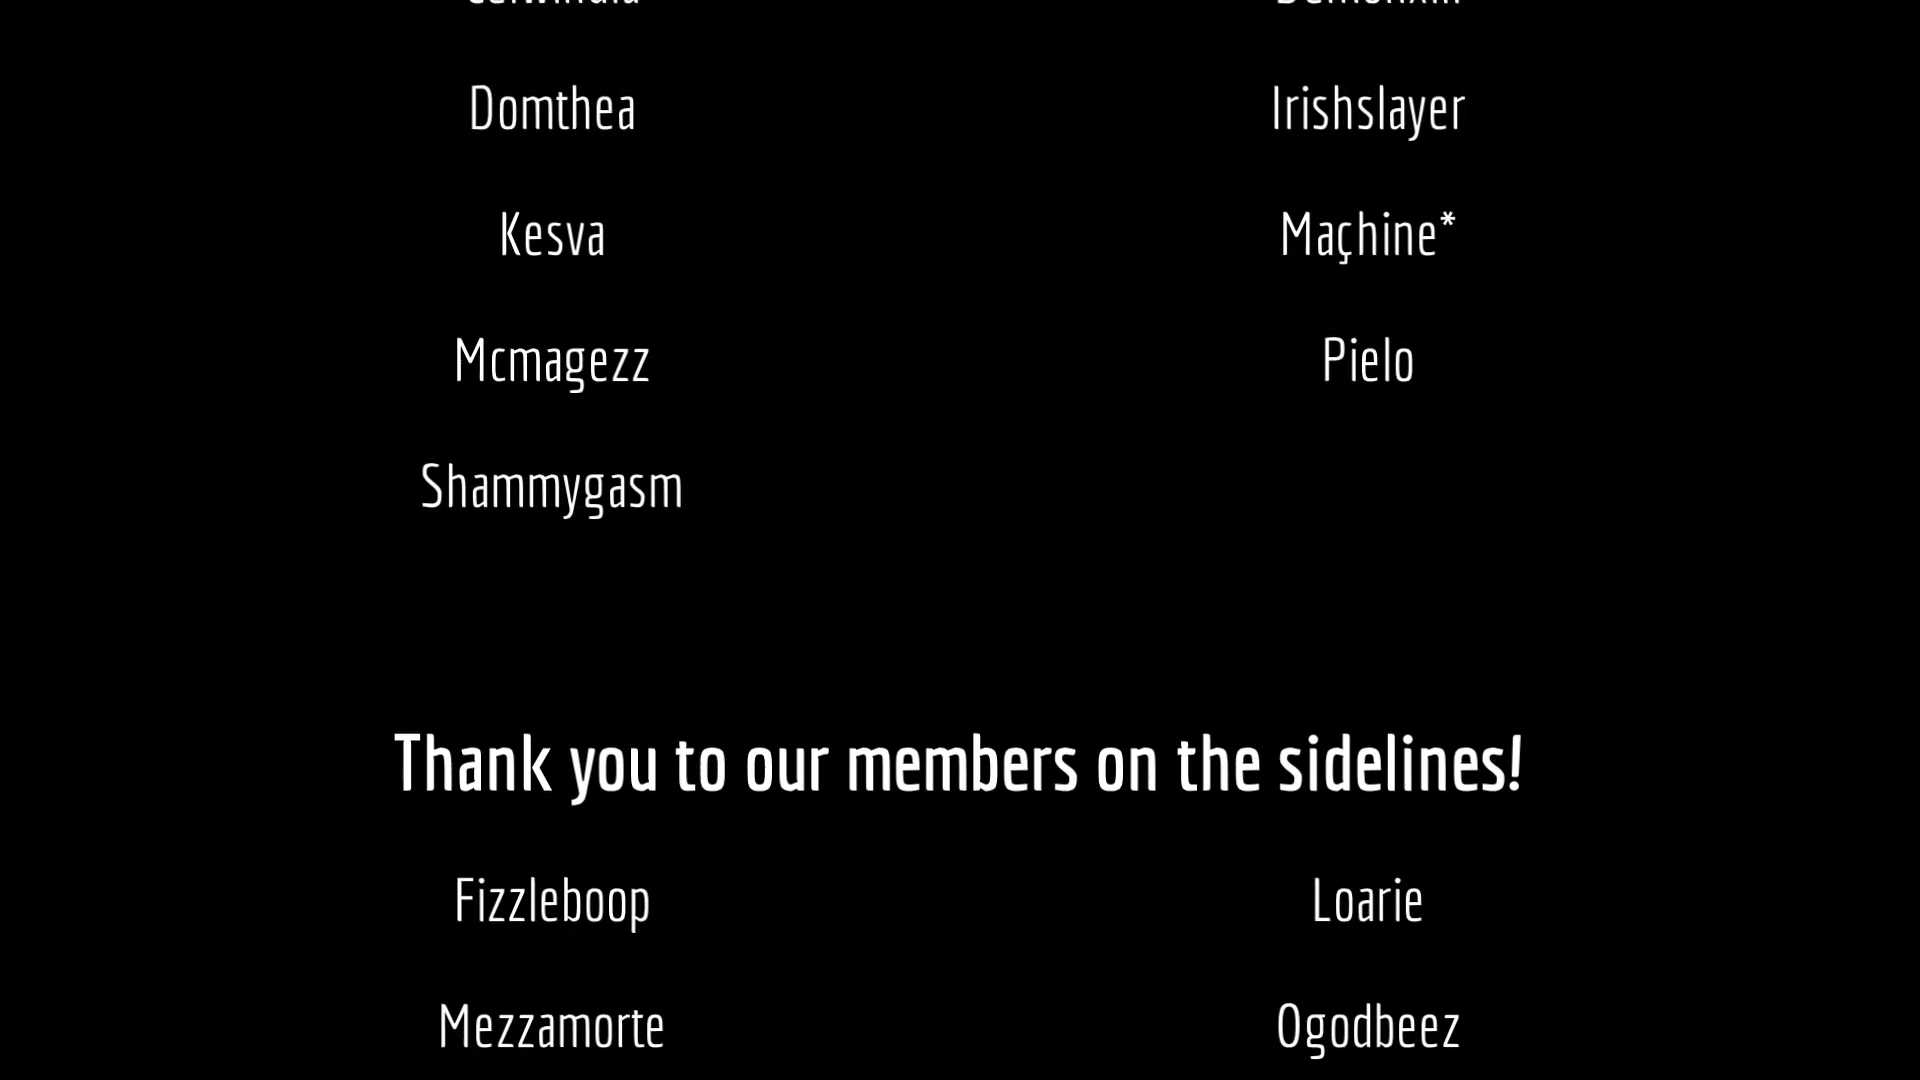 Domthea Irishslayer
Kesva Maçhine*
Mcmagezz Pielo
Shammygasm
Thank you to our members on the sidelines!
Fizzleboop Loarie
Mezzamorte Ogodbeez